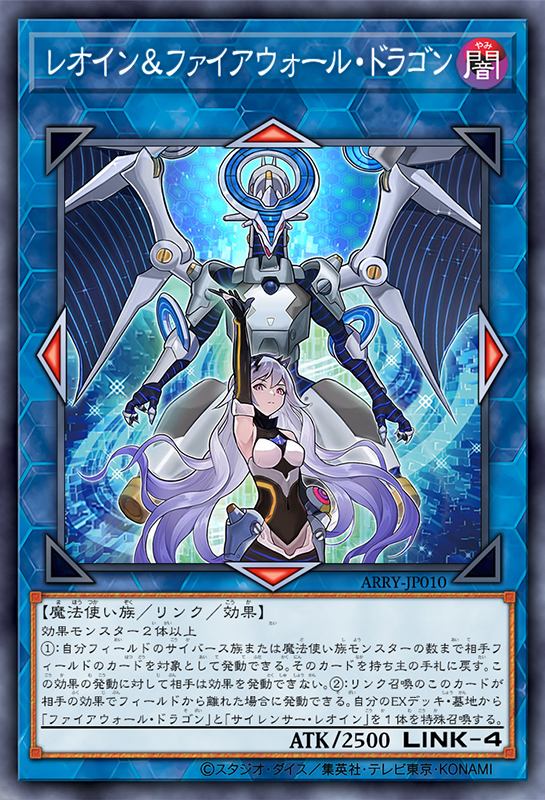 レオイン&ファイアウォール・ドラゴン
闇
ARRY-JP010
【魔法使い族/リンク/効果】
効果モンスター2体以上
①:自分フィールドのサイバース族または魔法使い族モンスターの数まで相手フ
ィールドのカードを対象として発動できる。そのカードを持ち主の手札に戻す。こ
の効果の発動に対して相手は効果を発動できない。②:リンク召喚のこのカードが
相手の効果でフィールドから離れた場合に発動できる。自分のEXデッキ・墓地から
「ファイアウォール・ドラゴン」と「サイレンサー・レオイン」を1体を特殊召喚する。
ATK/2500 LINK-4
©スタジオ・ダイス/集英社・テレビ東京・KONAMI